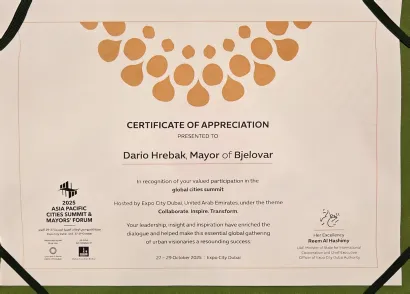 CERTIFICATE OF APPRECIATION
PRESENTED TO
Dario Hrebak, Mayor of Bjelovar
In recognition of your valued participation in the
global cities summit
Hosted by Expo City Dubai, United Arab Emirates, under the theme
Collaborate. Inspire. Transform.
Your leadership, insight and inspiration have enriched the
dialogue and helped make this essential global gathering
of urban visionaries a resounding success.
27 - 29 October 2025 Expo City Dubai
2025
ASIA PACIFIC
CITIES SUMMIT &
MAYORS' FORUM
Her Excellency
Reem Al Hashimy